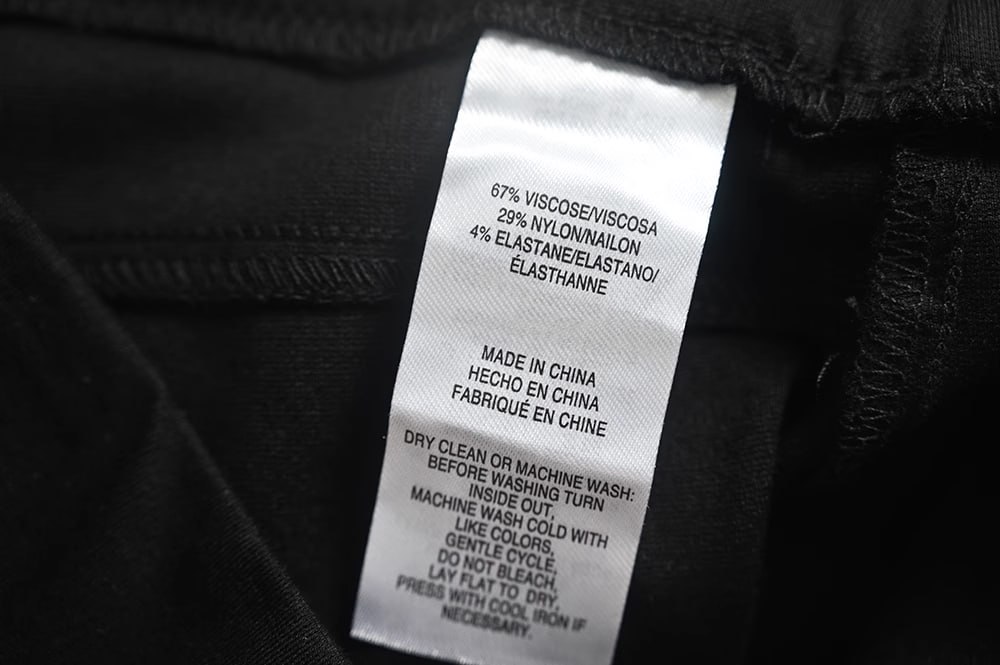 67% VISCOSE/VISCOSA
29% NYLON/NAILON
4% ELASTANE/ELASTANO/
ÉLASTHANNE
MADE IN CHINA
HECHO EN CHINA
FABRIQUÉ EN CHINE
DRY CLEAN OR MACHINE WASH:
BEFORE WASHING TURN
INSIDE OUT,
MACHINE WASH COLD WITH
LIKE COLORS,
GENTLE CYCLE,
DO NOT BLEACH,
LAY FLAT TO DRY,
PRESS WITH COOL IRON IF
NECESSARY.